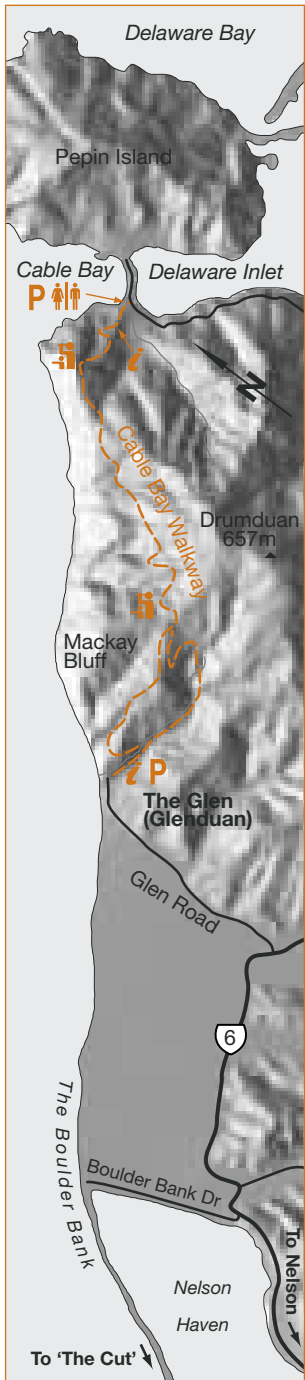 Delaware Bay
Pepin Island
Cable Bay
Delaware Inlet
P
i
N
Cable Bay Walkway
Drumduan
657m
Mackay
Bluff
i P
The Glen
(Glenduan)
Glen Road
6
The Boulder Bank
Boulder Bank Dr
To Nelson
Nelson
Haven
To 'The Cut'